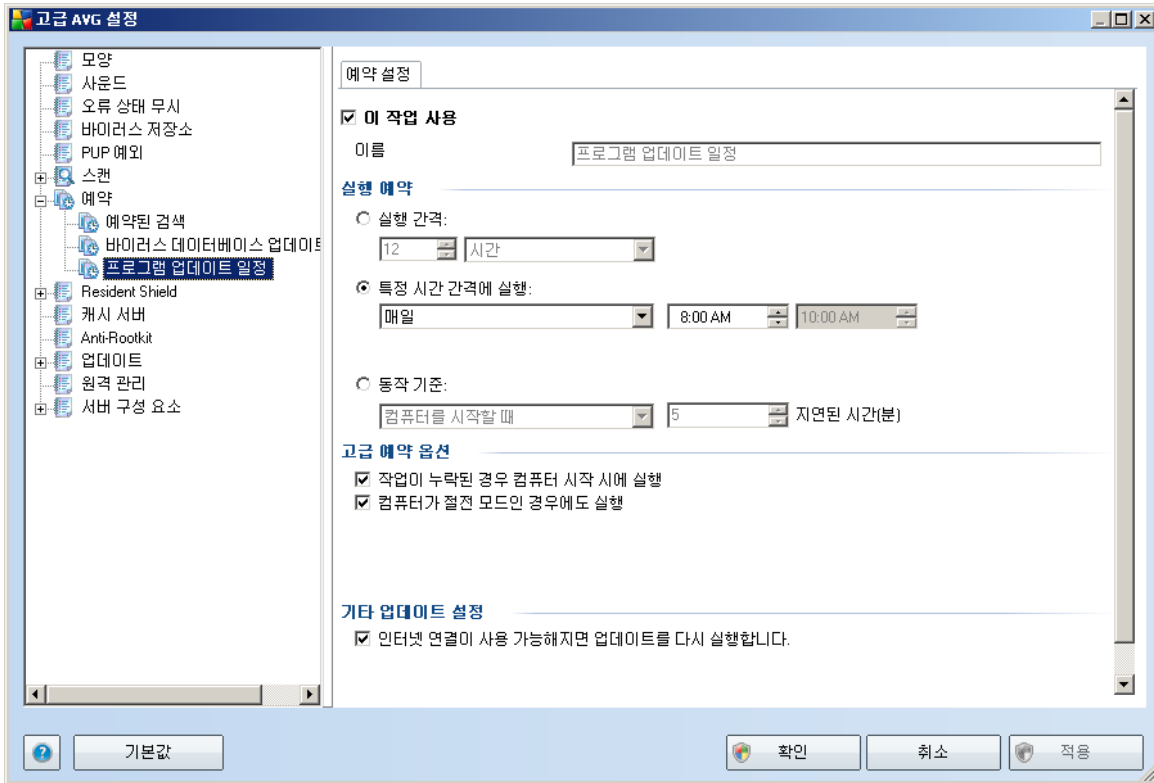 고급 AVG 설정
모양
사운드
오류 상태 무시
바이러스 저장소
PUP 예외
스캔
예약
예약된 검색
바이러스 데이터베이스 업데이트
프로그램 업데이트 일정
Resident Shield
캐시 서버
Anti-Rootkit
업데이트
원격 관리
서버 구성 요소
예약 설정
이 작업 사용
이름 프로그램 업데이트 일정
실행 예약
실행 간격:
12 시간
특정 시간 간격에 실행:
매일 8:00 AM 10:00 AM
동작 기준:
컴퓨터를 시작할 때 5 지연된 시간(분)
고급 예약 옵션
작업이 누락된 경우 컴퓨터 시작 시에 실행
컴퓨터가 절전 모드인 경우에도 실행
기타 업데이트 설정
인터넷 연결이 사용 가능해지면 업데이트를 다시 실행합니다.
기본값 확인 취소 적용